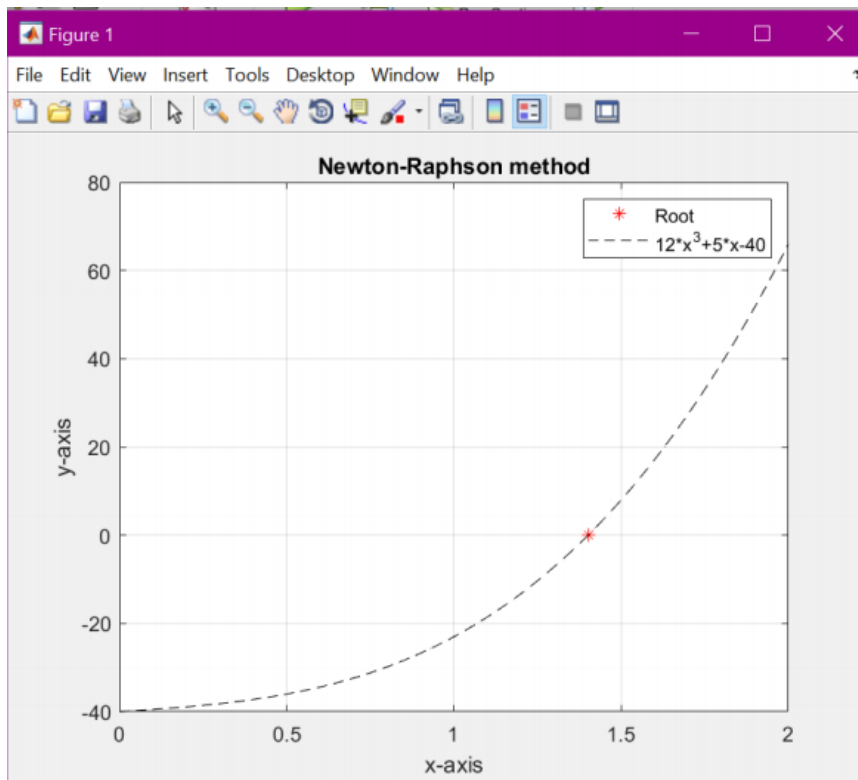 Figure 1
File Edit View Insert Tools Desktop Window Help
Newton-Raphson method
80
60
40
20
0
-20
-40
y-axis
Root
12*x^3+5*x-40
0 0.5 1 1.5 2
x-axis